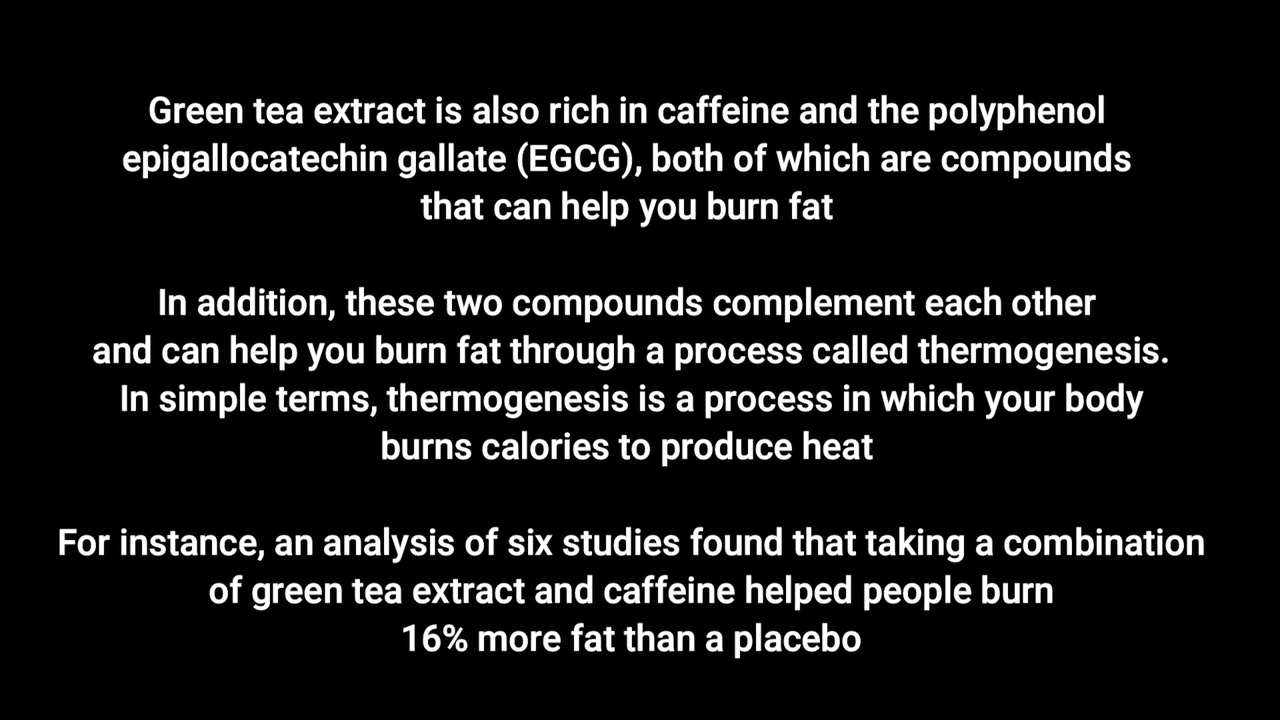 Green tea extract is also rich in caffeine and the polyphenol
epigallocatechin gallate (EGCG), both of which are compounds
that can help you burn fat
In addition, these two compounds complement each other
and can help you burn fat through a process called thermogenesis.
In simple terms, thermogenesis is a process in which your body
burns calories to produce heat
For instance, an analysis of six studies found that taking a combination
of green tea extract and caffeine helped people burn
16% more fat than a placebo